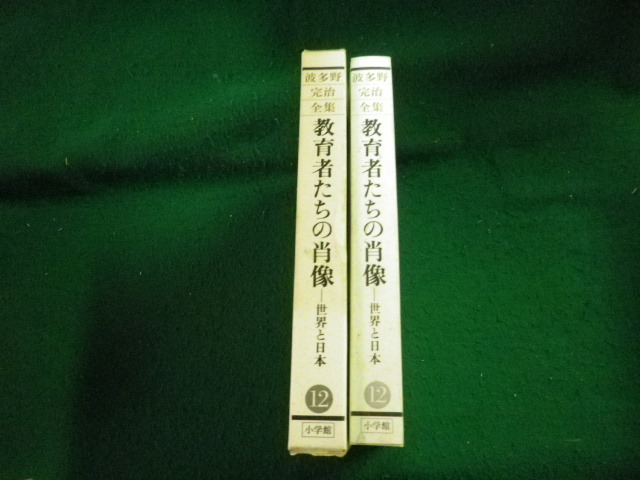 波多野
完治
全集
教育者たちの肖像
―世界と日本
12
小学館
波多野
完治
全集
教育者たちの肖像
―世界と日本
12
小学館